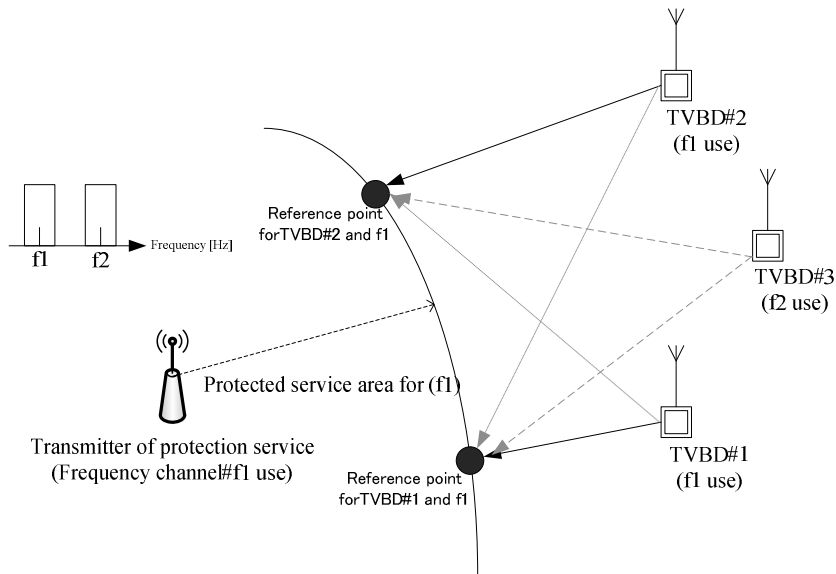 TVBD#2
(f1 use)
Reference point
forTVBD#2 and f1
f1
f2
Frequency [Hz]
TVBD#3
(f2 use)
Protected service area for (f1)
Transmitter of protection service
(Frequency channel#f1 use)
TVBD#1
(f1 use)
Reference point
forTVBD#1 and f1